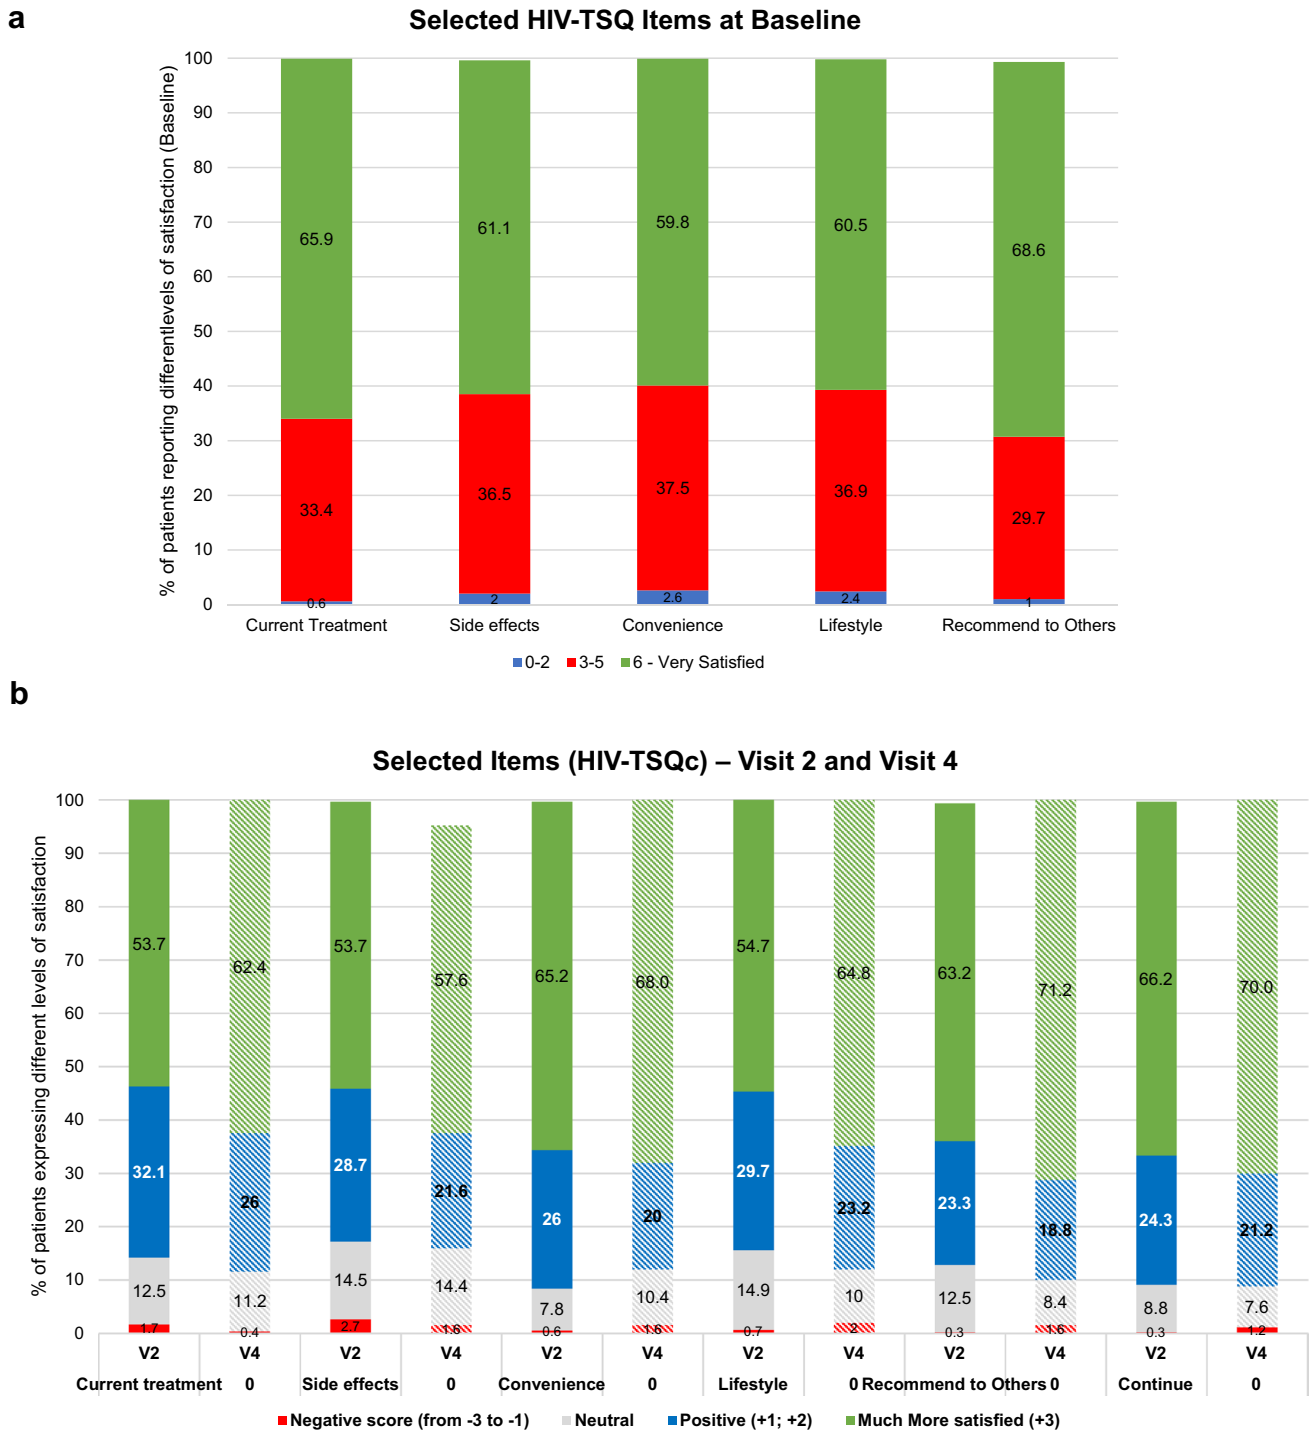 a
Selected HIV-TSQ Items at Baseline
% of patients reporting differentlevels of satisfaction (Baseline)
100
90
80
70
60
50
40
30
20
10
0
65.9 61.1 59.8 60.5 68.6
33.4 36.5 37.5 36.9 29.7
0.6 2 2.6 2.4 1
Current Treatment Side effects Convenience Lifestyle Recommend to Others
0-2 3-5 6 - Very Satisfied
b
Selected Items (HIV-TSQc) – Visit 2 and Visit 4
% of patients expressing different levels of satisfaction
100
90
80
70
60
50
40
30
20
10
0
53.7 62.4 53.7 57.6 65.2 68.0 54.7 64.8 63.2 71.2 66.2 70.0
32.1 26 28.7 21.6 26 20 29.7 23.2 23.3 18.8 24.3 21.2
12.5 11.2 14.5 14.4 7.8 10.4 14.9 10 12.5 8.4 8.8 7.6
1.7 0.4 2.7 1.6 0.6 1.6 0.7 2 0.3 1.6 0.3 1.2
V2 V4 V2 V4 V2 V4 V2 V4 V2 V4 V2 V4
Current treatment 0 Side effects 0 Convenience 0 Lifestyle 0 Recommend to Others 0 Continue 0
Negative score (from -3 to -1) Neutral Positive (+1; +2) Much More satisfied (+3)